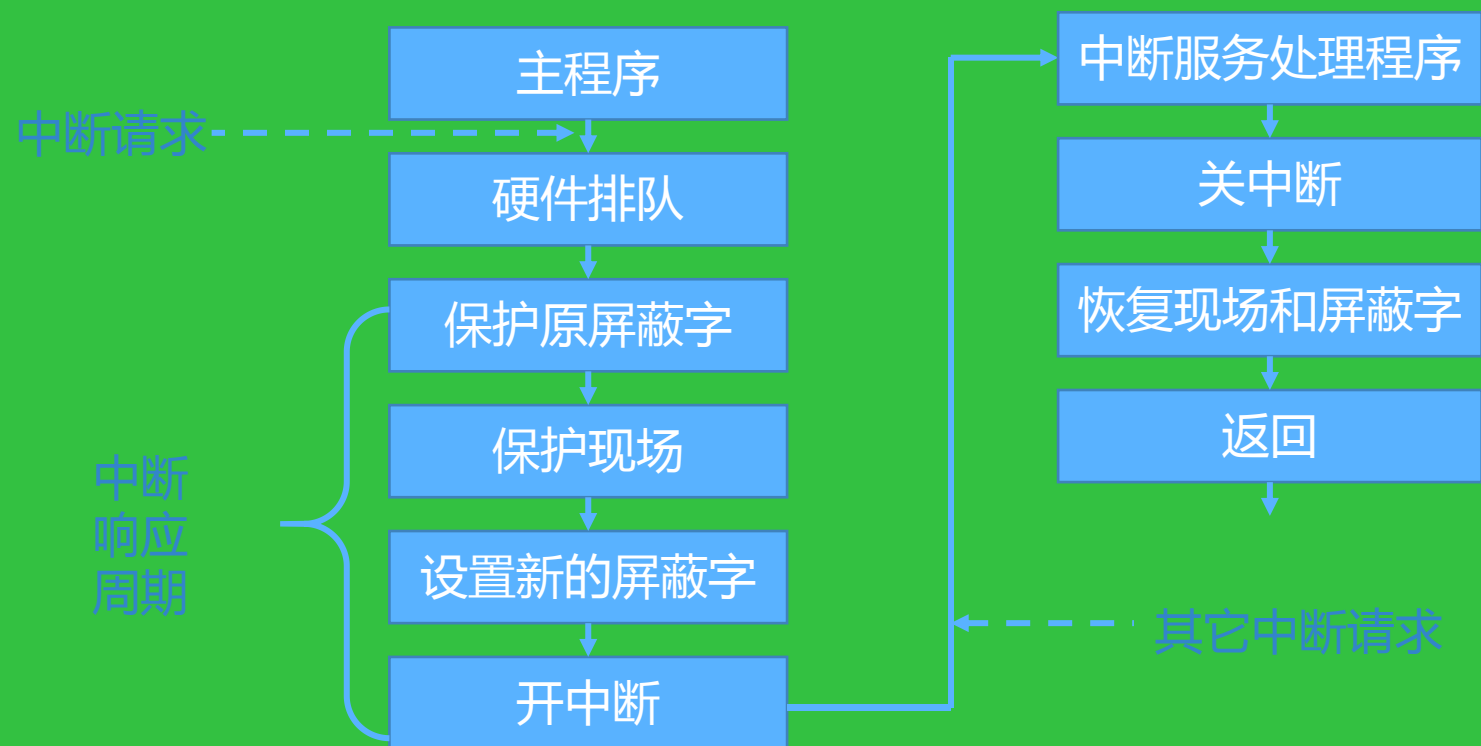 主程序
中断请求
硬件排队
保护原屏蔽字
保护现场
中断
响应
周期
设置新的屏蔽字
开中断
中断服务处理程序
关中断
恢复现场和屏蔽字
返回
其它中断请求